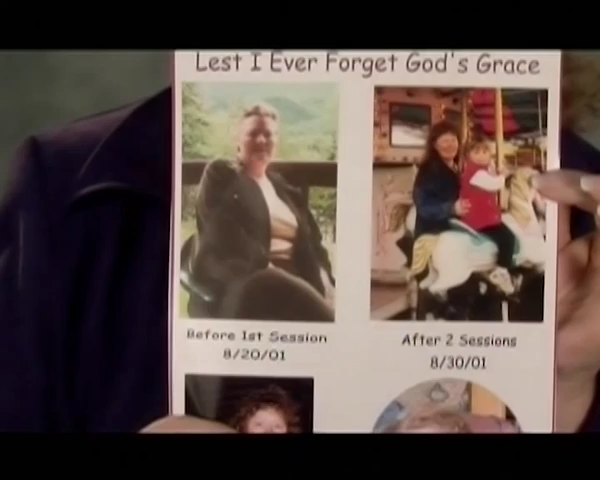 Lest I Ever Forget God's Grace
Before 1st Session
8/20/01
After 2 Sessions
8/30/01